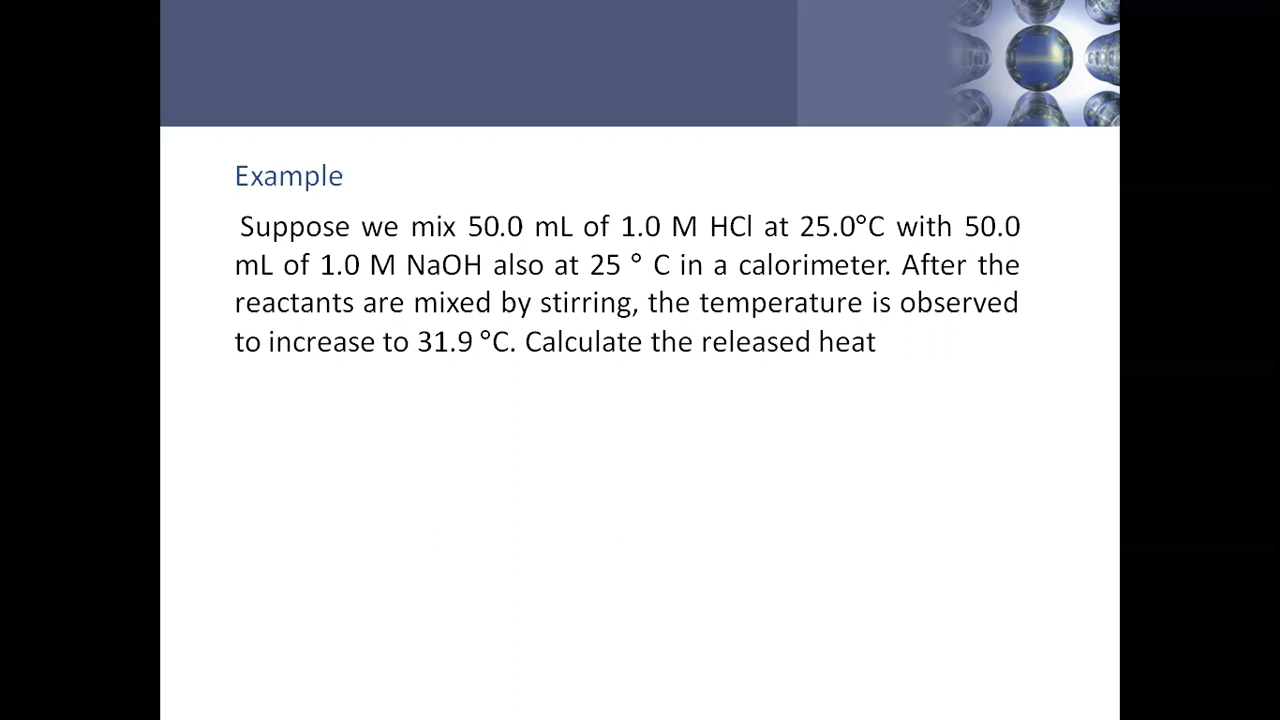 Example
Suppose we mix 50.0 mL of 1.0 M HCl at 25.0°C with 50.0
mL of 1.0 M NaOH also at 25 ° C in a calorimeter. After the
reactants are mixed by stirring, the temperature is observed
to increase to 31.9 °C. Calculate the released heat